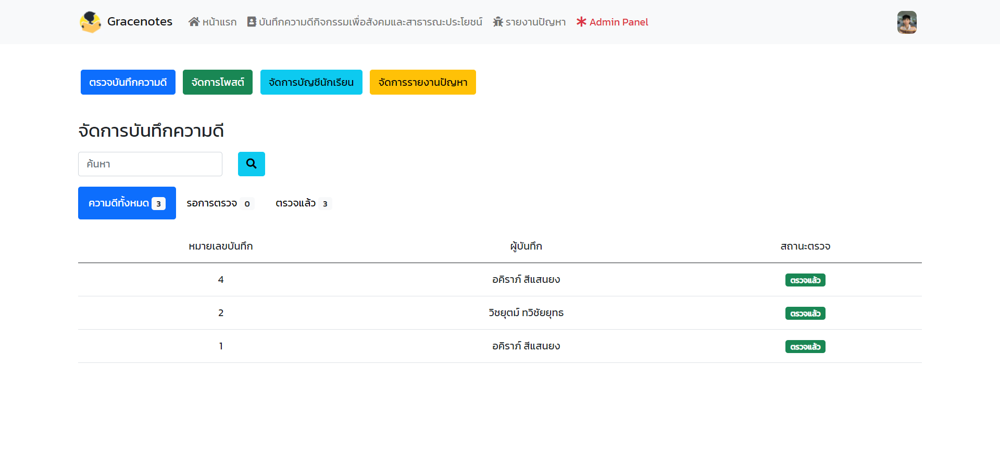 Gracenotes หน้าแรก บันทึกความดีกิจกรรมเพื่อสังคมและสาธารณะประโยชน์ รายงานปัญหา Admin Panel
ตรวจบันทึกความดี จัดการโพสต์ จัดการบัญชีนักเรียน จัดการรายงานปัญหา
จัดการบันทึกความดี
ค้นหา
ความดีทั้งหมด 3 รอการตรวจ 0 ตรวจแล้ว 3
หมายเลขบันทึก ผู้บันทึก สถานะตรวจ
4 อคิราภ์ สีแสนยง ตรวจแล้ว
2 วิชยุตม์ ทวิชัยยุทธ ตรวจแล้ว
1 อคิราภ์ สีแสนยง ตรวจแล้ว